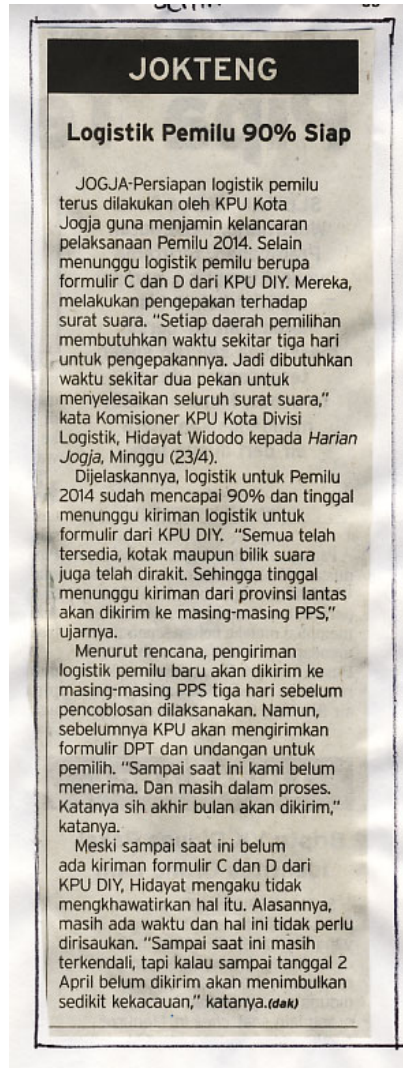 JOKTENG
Logistik Pemilu 90% Siap
JOGJA-Persiapan logistik pemilu
terus dilakukan oleh KPU Kota
Jogja guna menjamin kelancaran
pelaksanaan Pemilu 2014. Selain
menunggu logistik pemilu berupa
formulir C dan D dari KPU DIY. Mereka,
melakukan pengepakan terhadap
surat suara. “Setiap daerah pemilihan
membutuhkan waktu sekitar tiga hari
untuk pengepakannya. Jadi dibutuhkan
waktu sekitar dua pekan untuk
menyelesaikan seluruh surat suara,”
kata Komisioner KPU Kota Divisi
Logistik, Hidayat Widodo kepada Harian
Jogja, Minggu (23/4).
Dijelaskannya, logistik untuk Pemilu
2014 sudah mencapai 90% dan tinggal
menunggu kiriman logistik untuk
formulir dari KPU DIY. “Semua telah
tersedia, kotak maupun bilik suara
juga telah dirakit. Sehingga tinggal
menunggu kiriman dari provinsi lantas
akan dikirim ke masing-masing PPS,”
ujarnya.
Menurut rencana, pengiriman
logistik pemilu baru akan dikirim ke
masing-masing PPS tiga hari sebelum
pencoblosan dilaksanakan. Namun,
sebelumnya KPU akan mengirimkan
formulir DPT dan undangan untuk
pemilih. “Sampai saat ini kami belum
menerima. Dan masih dalam proses.
Katanya sih akhir bulan akan dikirim,”
katanya.
Meski sampai saat ini belum
ada kiriman formulir C dan D dari
KPU DIY, Hidayat mengaku tidak
mengkhawatirkan hal itu. Alasannya,
masih ada waktu dan hal ini tidak perlu
dirisaukan. “Sampai saat ini masih
terkendali, tapi kalau sampai tanggal 2
April belum dikirim akan menimbulkan
sedikit kekacauan,” katanya.(dak)